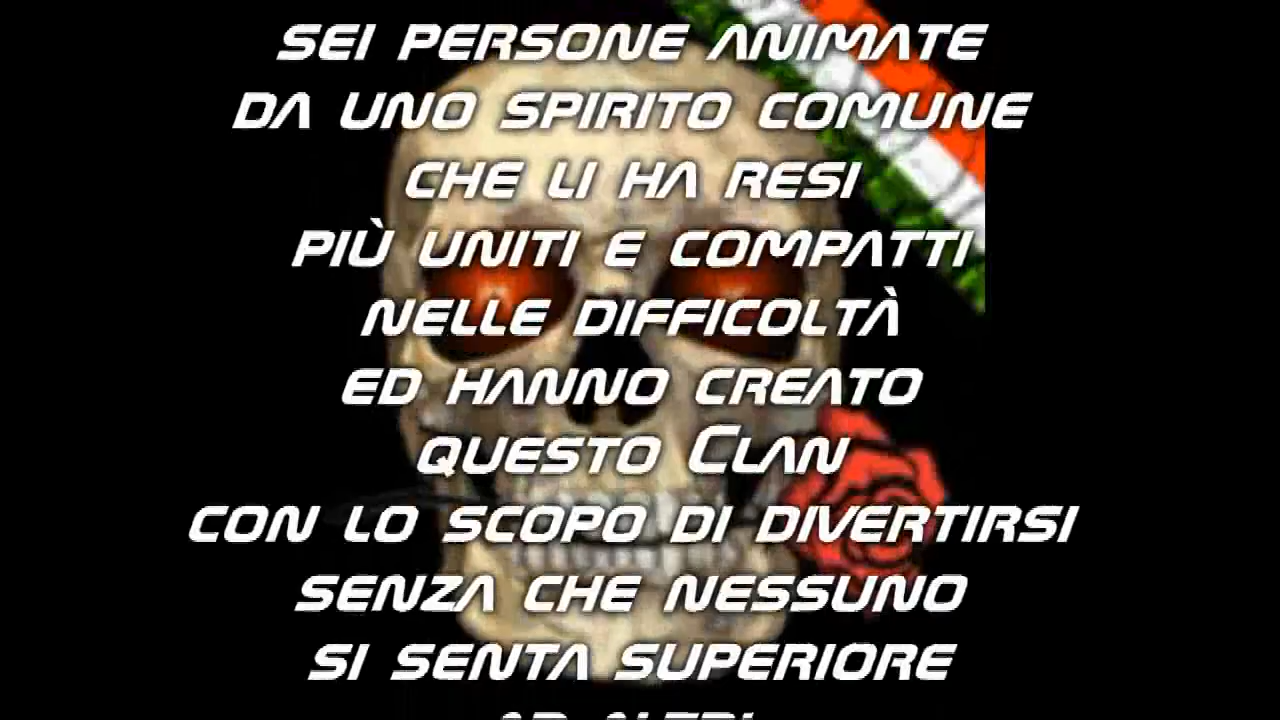 SEI PERSONE ANIMATE
DA UNO SPIRITO COMUNE
CHE LI HA RESI
PIÙ UNITI E COMPATTI
NELLE DIFFICOLTÀ
ED HANNO CREATO
QUESTO CLAN
CON LO SCOPO DI DIVERTIRSI
SENZA CHE NESSUNO
SI SENTA SUPERIORE